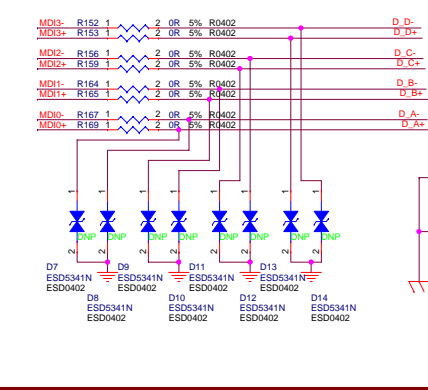 MDI3- R152 1 2 0R 5% R0402 D_D-
MDI3+ R153 1 2 0R 5% R0402 D_D+
MDI2- R156 1 2 0R 5% R0402 D_C-
MDI2+ R159 1 2 0R 5% R0402 D_C+
MDI1- R164 1 2 0R 5% R0402 D_B-
MDI1+ R165 1 2 0R 5% R0402 D_B+
MDI0- R167 1 2 0R 5% R0402 D_A-
MDI0+ R169 1 2 0R 5% R0402 D_A+
1 1 1 1 1 1 1 1
DNP DNP DNP DNP DNP DNP DNP DNP
2 2 2 2 2 2 2 2
D7 D9 D11 D13
ESD5341N ESD5341N ESD5341N ESD5341N
ESD0402 ESD0402 ESD0402 ESD0402
D8 D10 D12 D14
ESD5341N ESD5341N ESD5341N ESD5341N
ESD0402 ESD0402 ESD0402 ESD0402